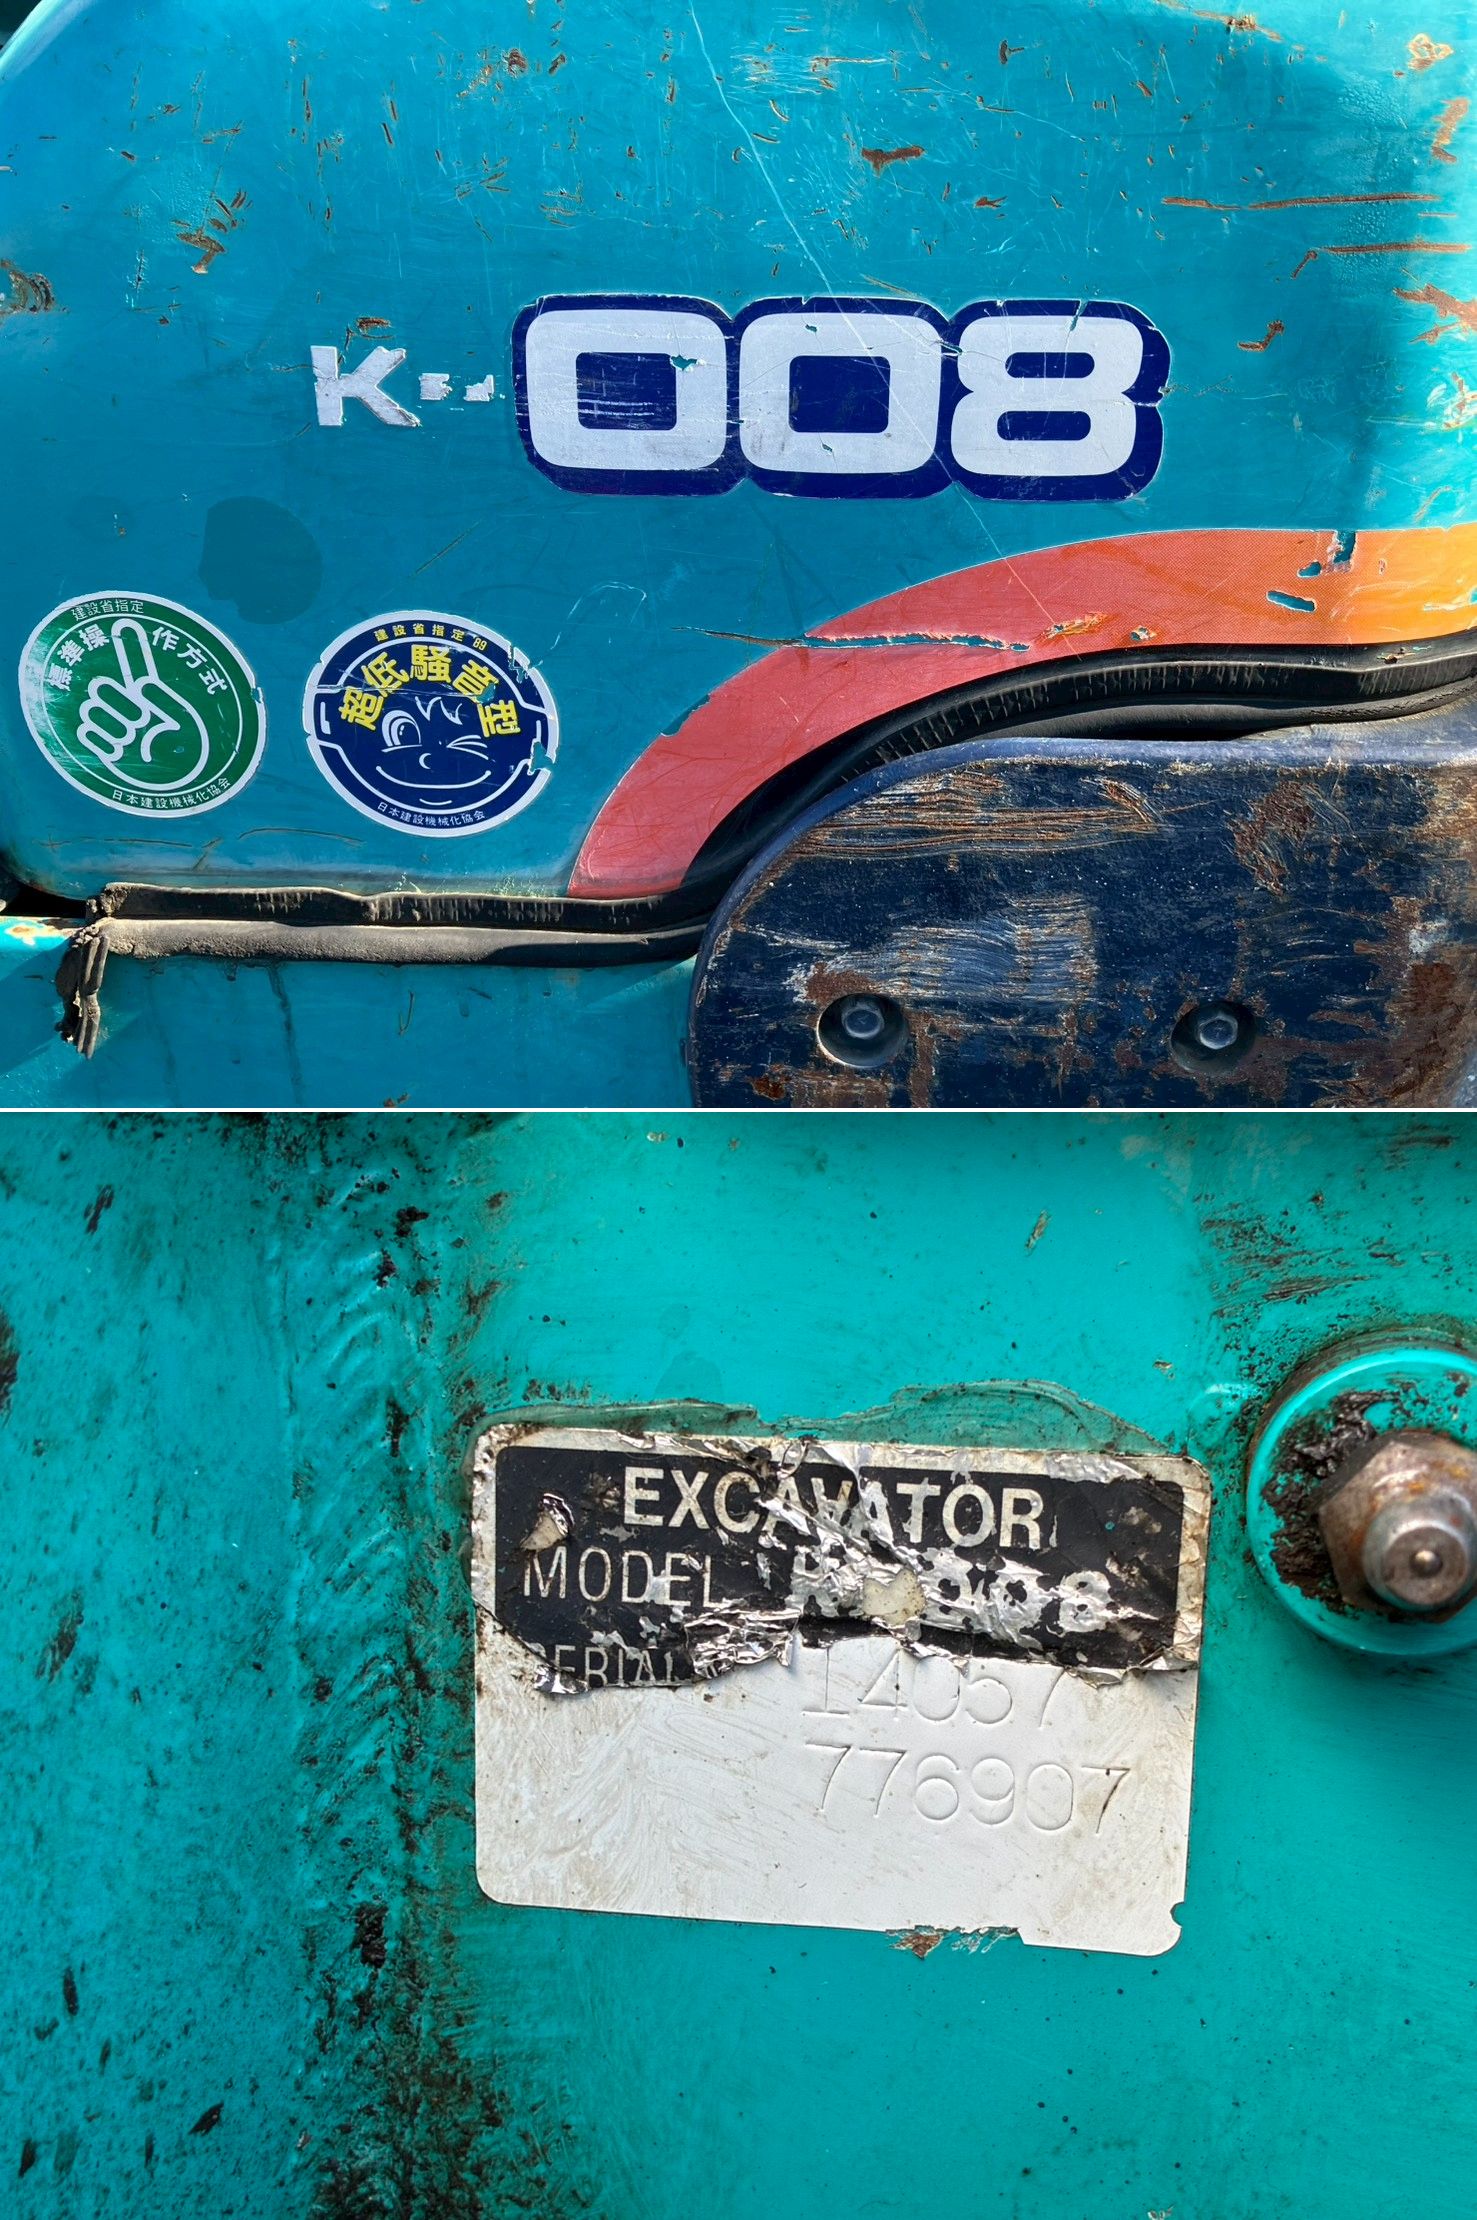 K-008
建設省指定
標準操作方式
日本建設機械化協会
建設省指定'89
超低騒音型
日本建設機械化協会
EXCAVATOR
MODEL
SERIAL
14057
776907